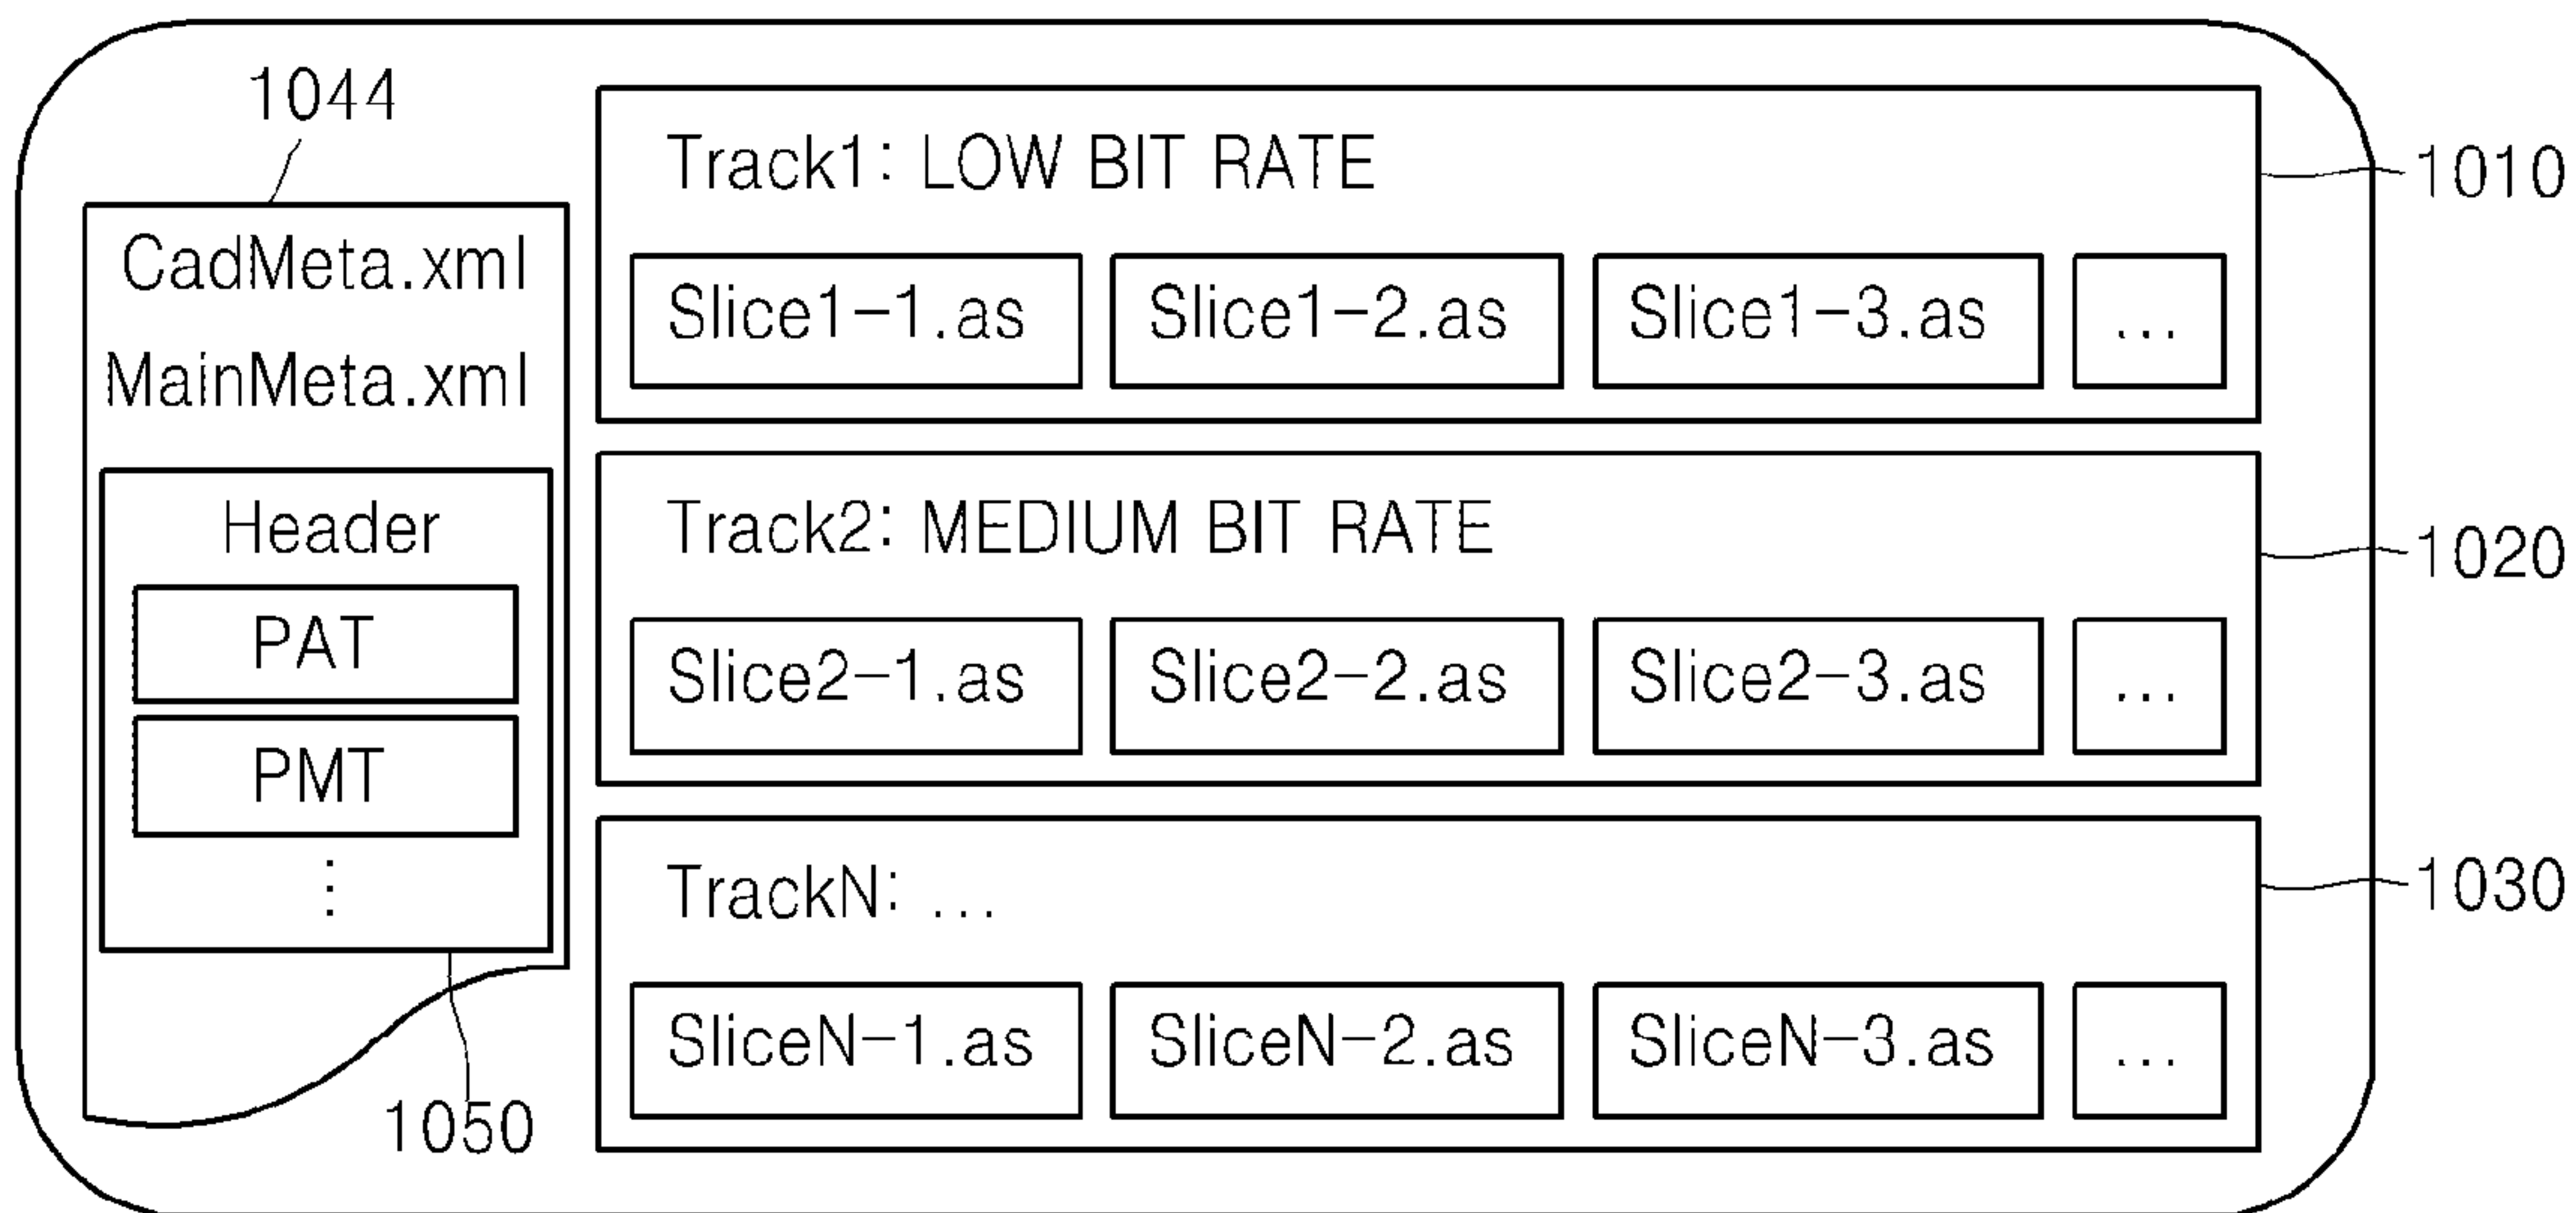 1044
CadMeta.xml
MainMeta.xml
Header
PAT
PMT
⋮
1050
Track1: LOW BIT RATE
Slice1-1.as
Slice1-2.as
Slice1-3.as
...
1010
Track2: MEDIUM BIT RATE
Slice2-1.as
Slice2-2.as
Slice2-3.as
...
1020
TrackN: ...
SliceN-1.as
SliceN-2.as
SliceN-3.as
...
1030